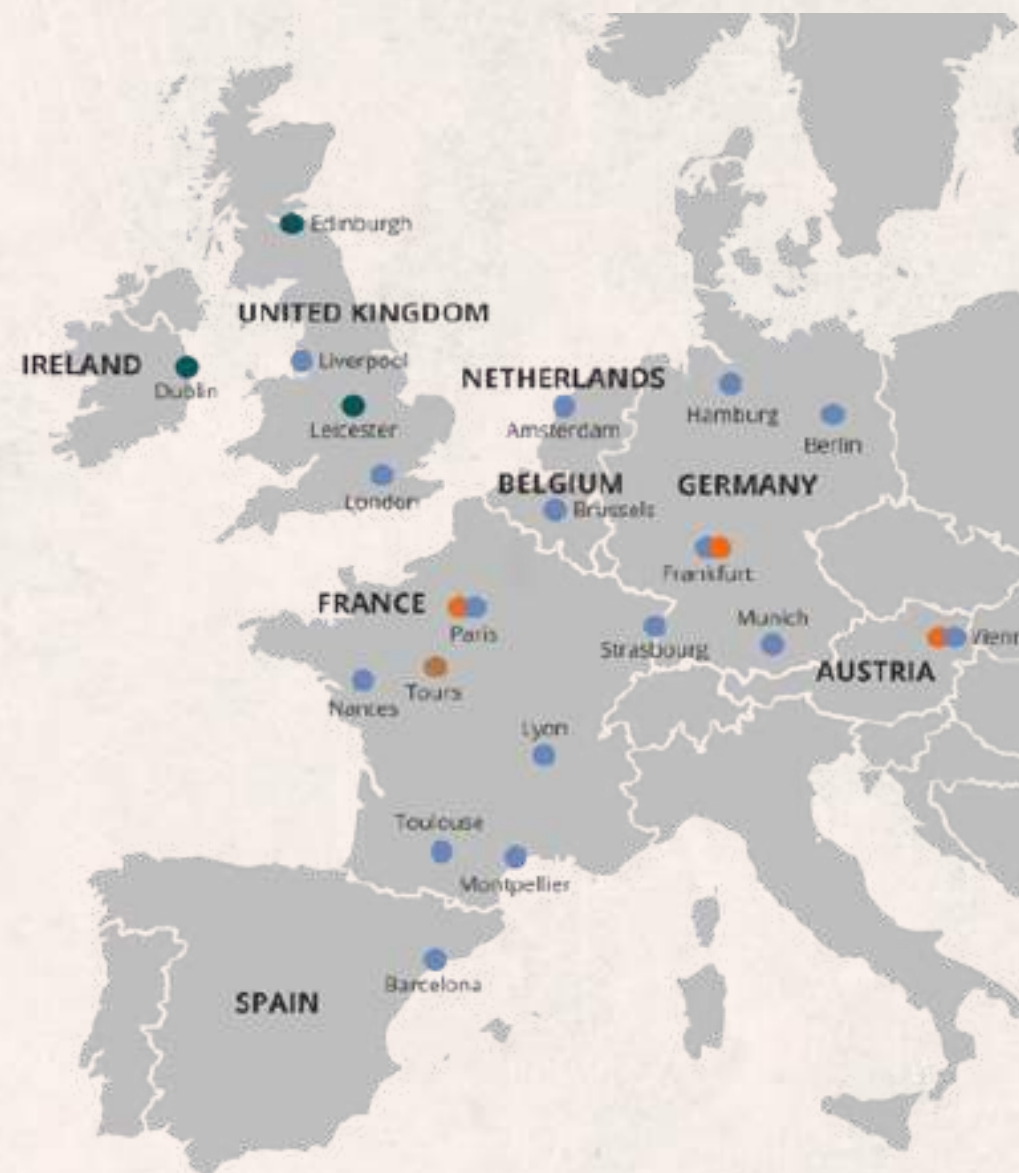 Edinburgh
UNITED KINGDOM
IRELAND
Liverpool
Dublin
NETHERLANDS
Leicester
Amsterdam
Hamburg
Berlin
London
BELGIUM
GERMANY
Brussels
Frankfurt
FRANCE
Paris
Munich
Strasbourg
Vienn
AUSTRIA
Tours
Nantes
Lyon
Toulouse
Montpellier
Barcelona
SPAIN